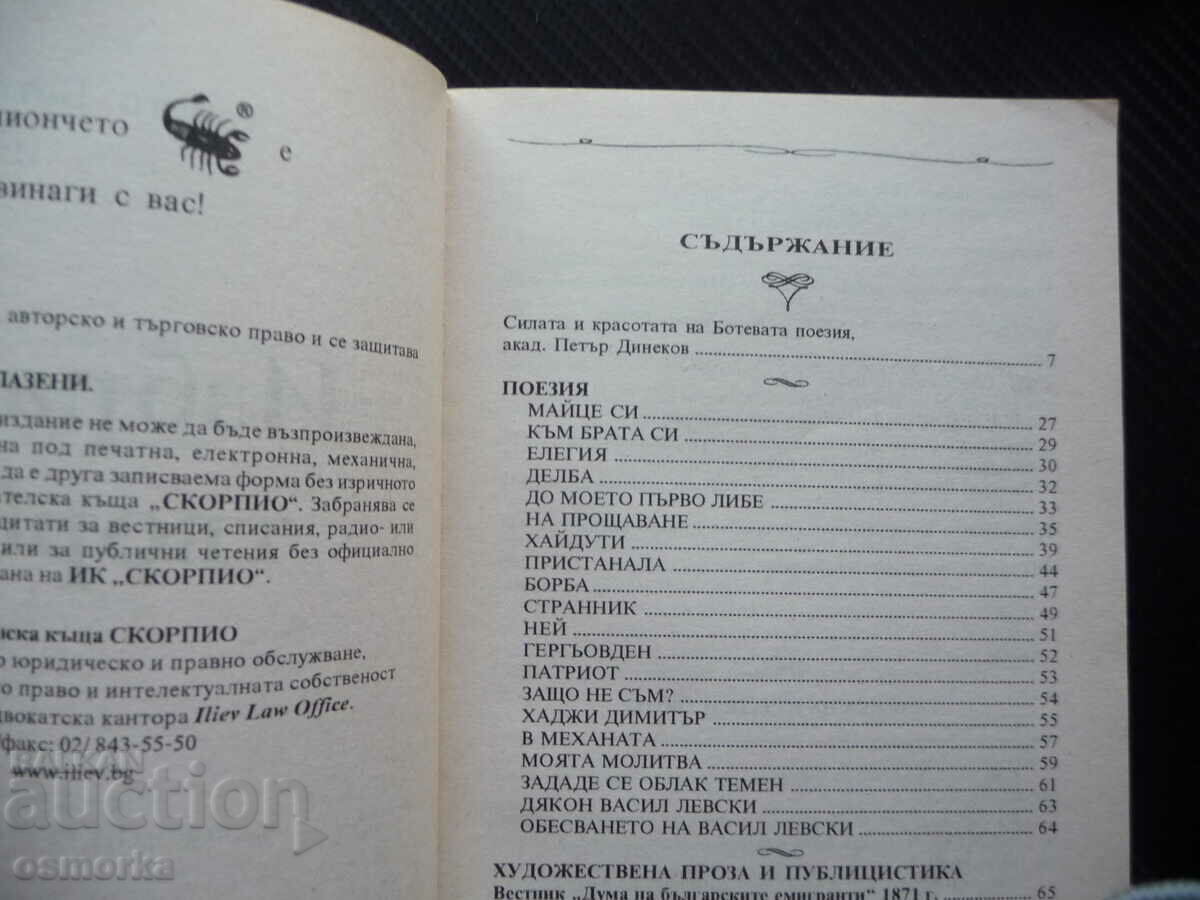 е
винаги с вас!
авторско и търговско право и се защитава
издание не може да бъде възпроизвеждана,
на под печатна, електронна, механична,
да е друга записваема форма без изричното
къща „СКОРПИО“. Забранява се
цитати за вестници, списания, радио- или
или за публични четения без официално
на ИК „СКОРПИО“.
къща СКОРПИО
юридическо и правно обслужване,
право и интелектуалната собственост
кантора Iliev Law Office.
факс: 02/ 843-55-50
www.iliev.bg
СЪДЪРЖАНИЕ
Силата и красотата на Ботевата поезия,
акад. Петър Динеков 7
ПОЕЗИЯ
МАЙЦЕ СИ 27
КЪМ БРАТА СИ 29
ЕЛЕГИЯ 30
ДЕЛБА 32
ДО МОЕТО ПЪРВО ЛИБЕ 33
НА ПРОЩАВАНЕ 35
ХАЙДУТИ 39
ПРИСТАНАЛА 44
БОРБА 47
СТРАННИК 49
НЕЙ 51
ГЕРГЬОВДЕН 52
ПАТРИОТ 53
ЗАЩО НЕ СЪМ? 54
ХАДЖИ ДИМИТЪР 55
В МЕХАНАТА 57
МОЯТА МОЛИТВА 59
ЗАДАДЕ СЕ ОБЛАК ТЕМЕН 61
ДЯКОН ВАСИЛ ЛЕВСКИ 63
ОБЕСВАНЕТО НА ВАСИЛ ЛЕВСКИ 64
ХУДОЖЕСТВЕНА ПРОЗА И ПУБЛИЦИСТИКА
Вестник „Дума на българските емигранти“ 1871 г. 65
BALKAN
auction
osmorka